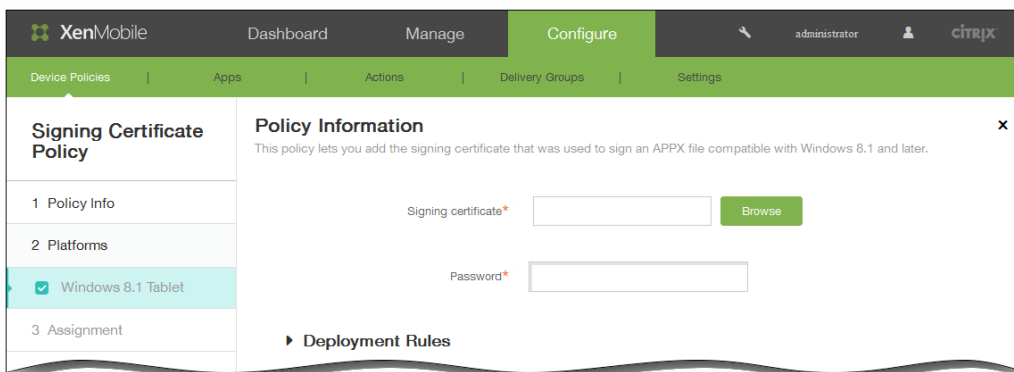 XenMobile Dashboard Manage Configure administrator CİTRIX
Device Policies | Apps | Actions | Delivery Groups | Settings
Signing Certificate
Policy
1 Policy Info
2 Platforms
Windows 8.1 Tablet
3 Assignment
Policy Information
This policy lets you add the signing certificate that was used to sign an APPX file compatible with Windows 8.1 and later.
Signing certificate* Browse
Password*
Deployment Rules